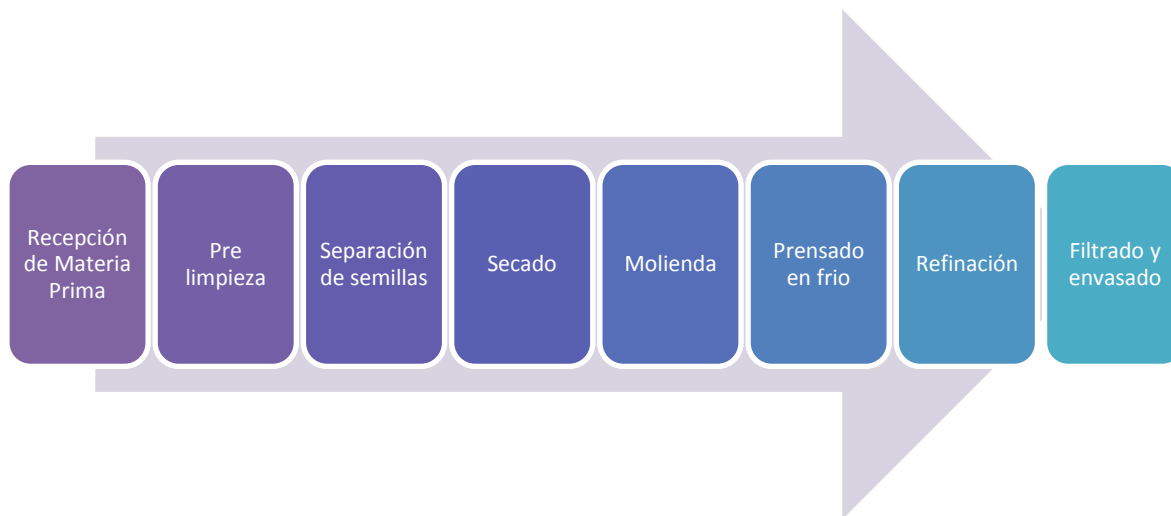 Recepción
de Materia
Prima
Pre
limpieza
Separación
de semillas
Secado
Molienda
Prensado
en frio
Refinación
Filtrado y
envasado